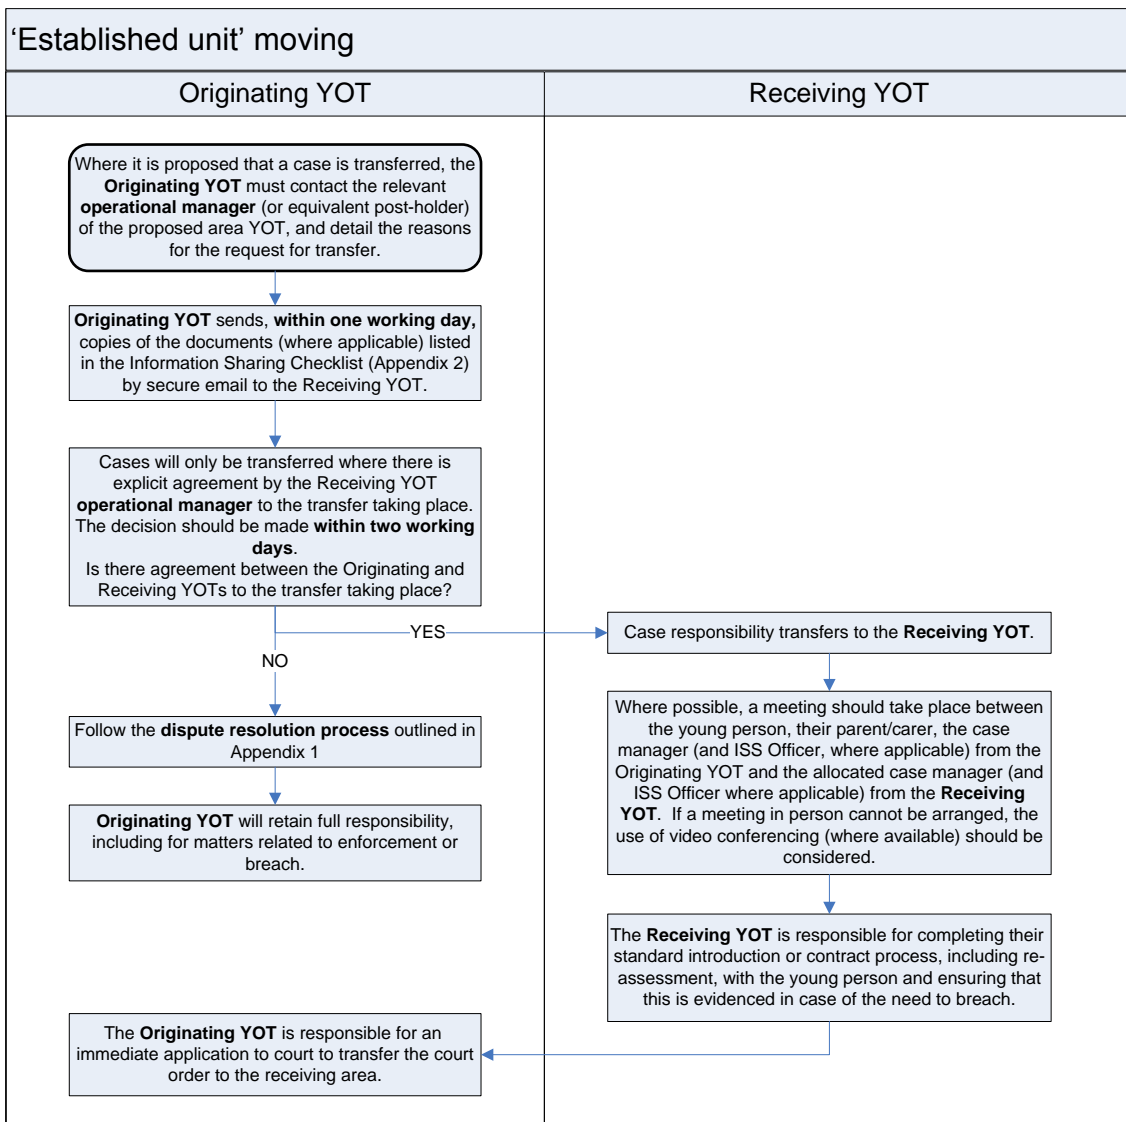 ‘Established unit’ moving
Originating YOT
Receiving YOT
Where it is proposed that a case is transferred, the
Originating YOT must contact the relevant
operational manager (or equivalent post-holder)
of the proposed area YOT, and detail the reasons
for the request for transfer.
Originating YOT sends, within one working day,
copies of the documents (where applicable) listed
in the Information Sharing Checklist (Appendix 2)
by secure email to the Receiving YOT.
Cases will only be transferred where there is
explicit agreement by the Receiving YOT
operational manager to the transfer taking place.
The decision should be made within two working
days.
Is there agreement between the Originating and
Receiving YOTs to the transfer taking place?
YES
NO
Case responsibility transfers to the Receiving YOT.
Follow the dispute resolution process outlined in
Appendix 1
Originating YOT will retain full responsibility,
including for matters related to enforcement or
breach.
Where possible, a meeting should take place between
the young person, their parent/carer, the case
manager (and ISS Officer, where applicable) from the
Originating YOT and the allocated case manager (and
ISS Officer where applicable) from the Receiving
YOT.  If a meeting in person cannot be arranged, the
use of video conferencing (where available) should be
considered.
The Receiving YOT is responsible for completing their
standard introduction or contract process, including re-
assessment, with the young person and ensuring that
this is evidenced in case of the need to breach.
The Originating YOT is responsible for an
immediate application to court to transfer the court
order to the receiving area.